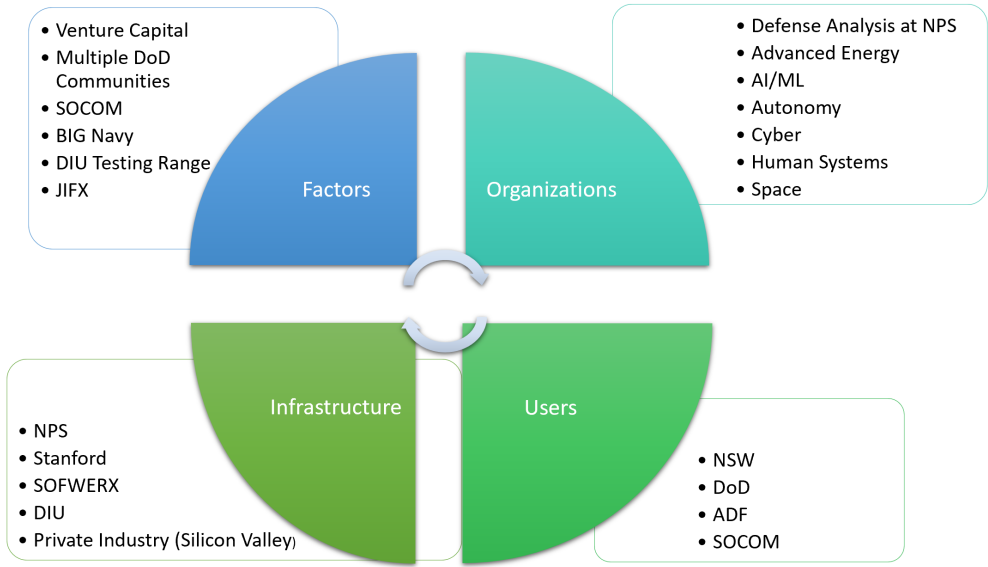 • Venture Capital
• Multiple DoD
Communities
• SOCOM
• BIG Navy
• DIU Testing Range
• JIFX
Factors
• Defense Analysis at NPS
• Advanced Energy
• AI/ML
• Autonomy
• Cyber
• Human Systems
• Space
Organizations
Infrastructure
• NPS
• Stanford
• SOFWERX
• DIU
• Private Industry (Silicon Valley)
Users
• NSW
• DoD
• ADF
• SOCOM